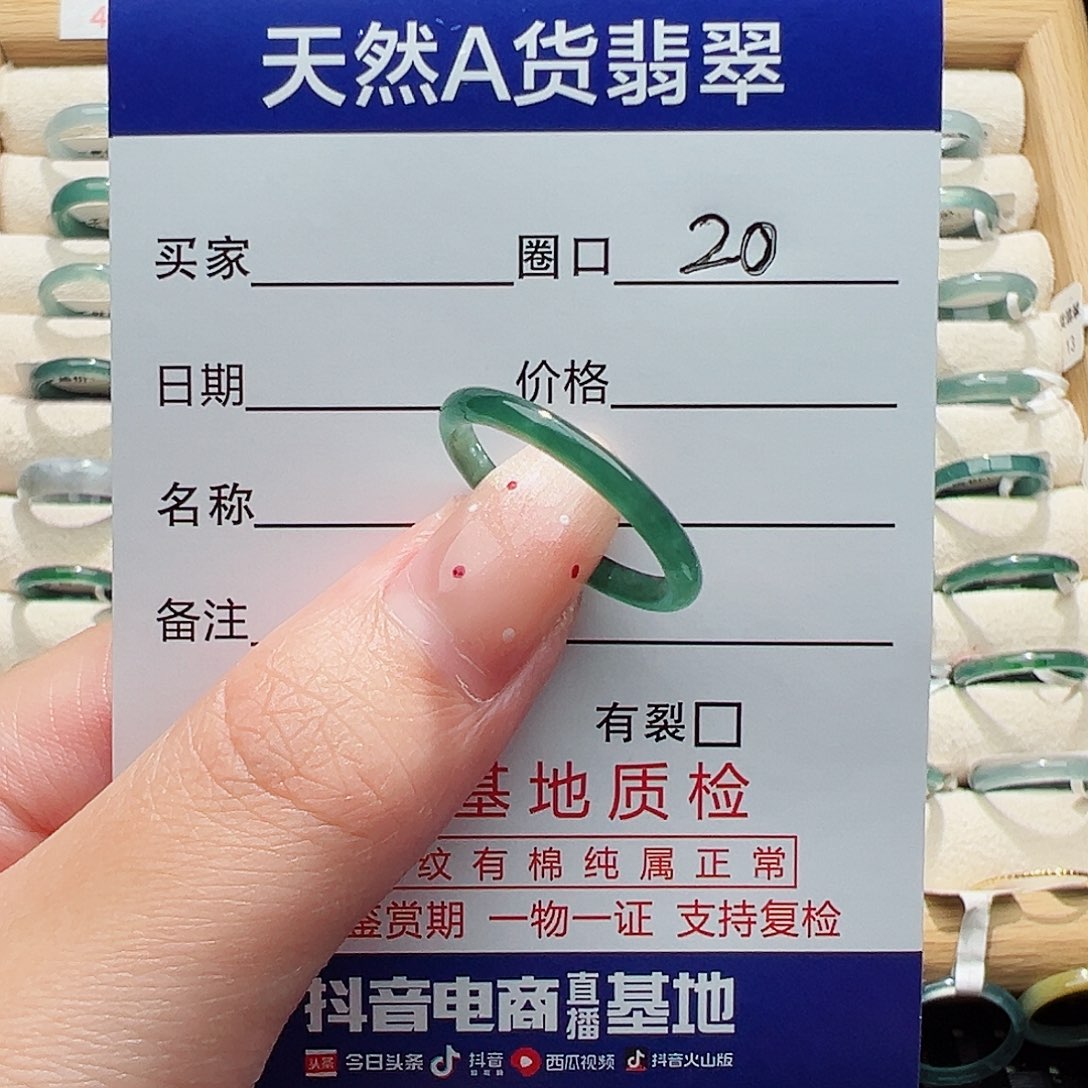 天然A货翡翠
买家 圈口 20
日期 价格
名称
备注
有裂
基地质检
纹有棉纯属正常
鉴赏期 一物一证 支持复检
抖音电商直播基地
头条 今日头条 抖音 西瓜视频 抖音火山版